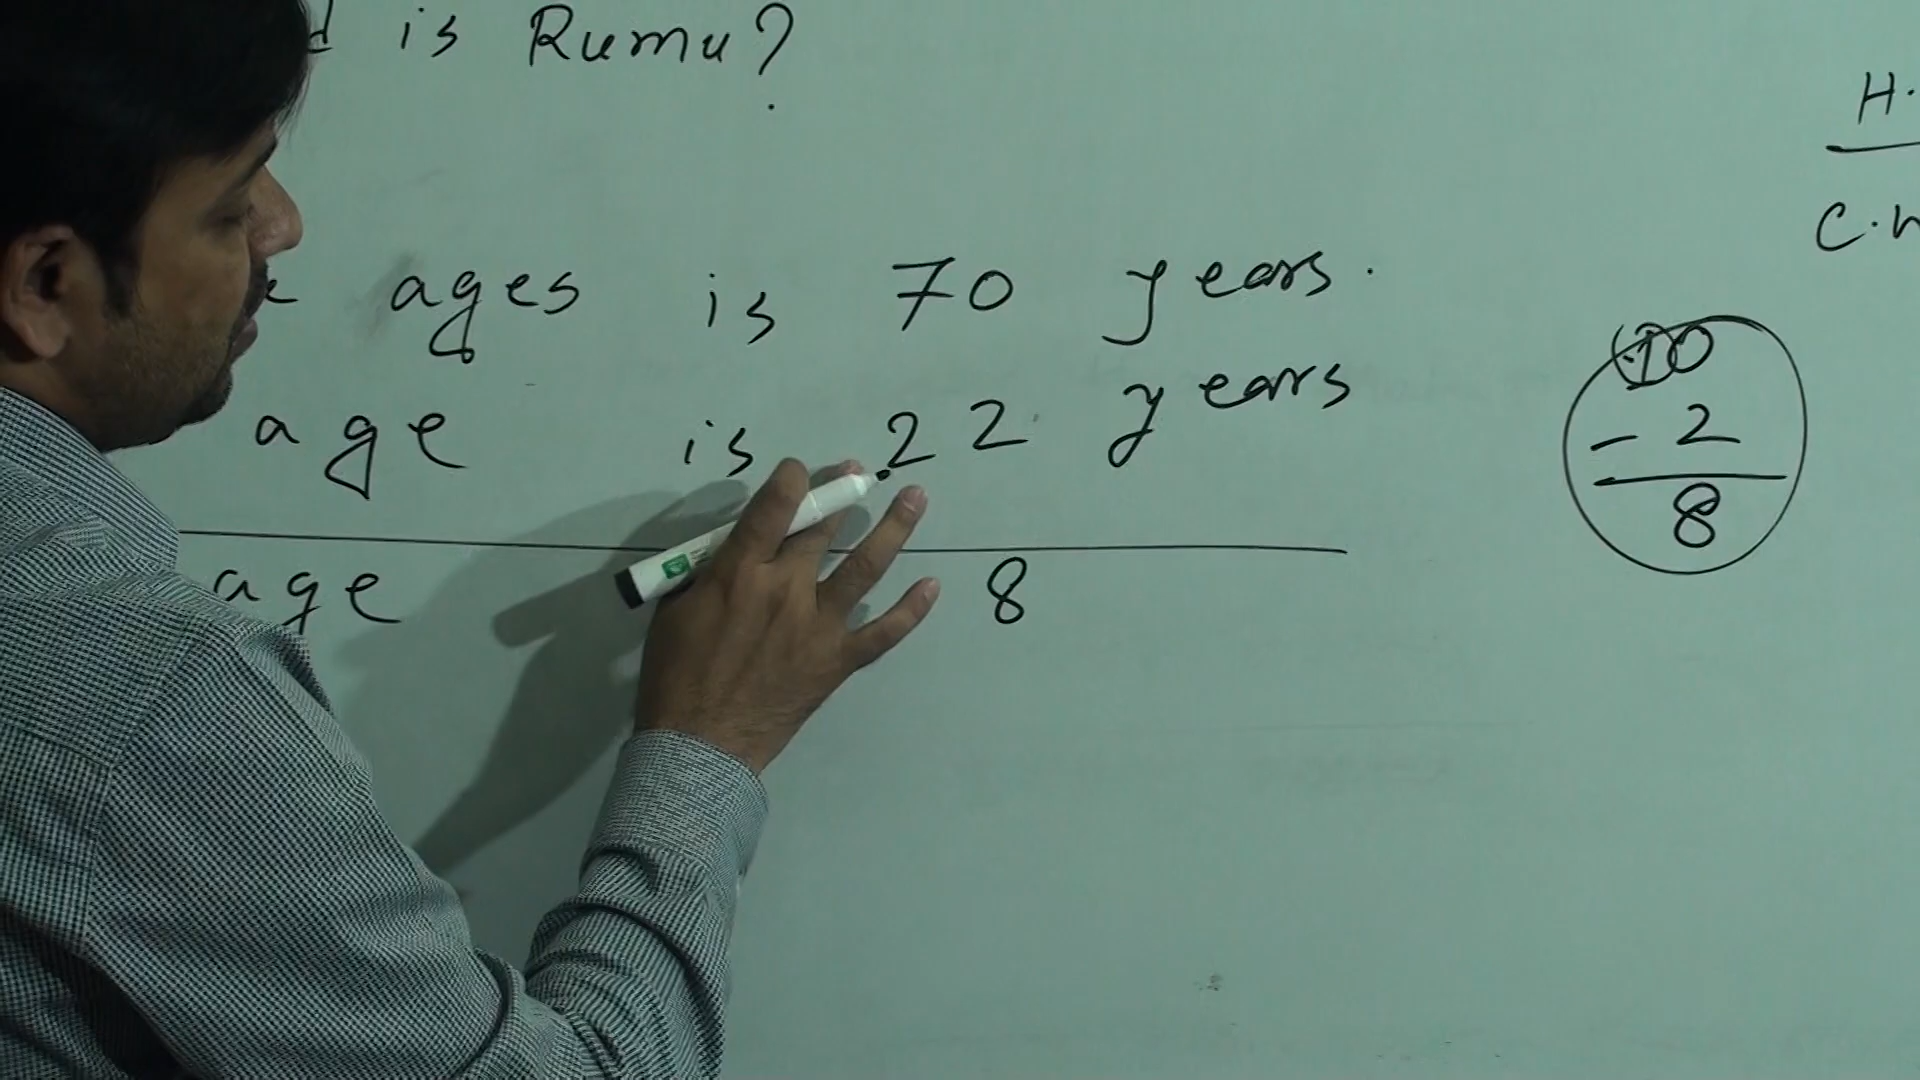 is Rumu?
ages is 70 years.
age is 22 years
age 8
10
- 2
8
H.
C.